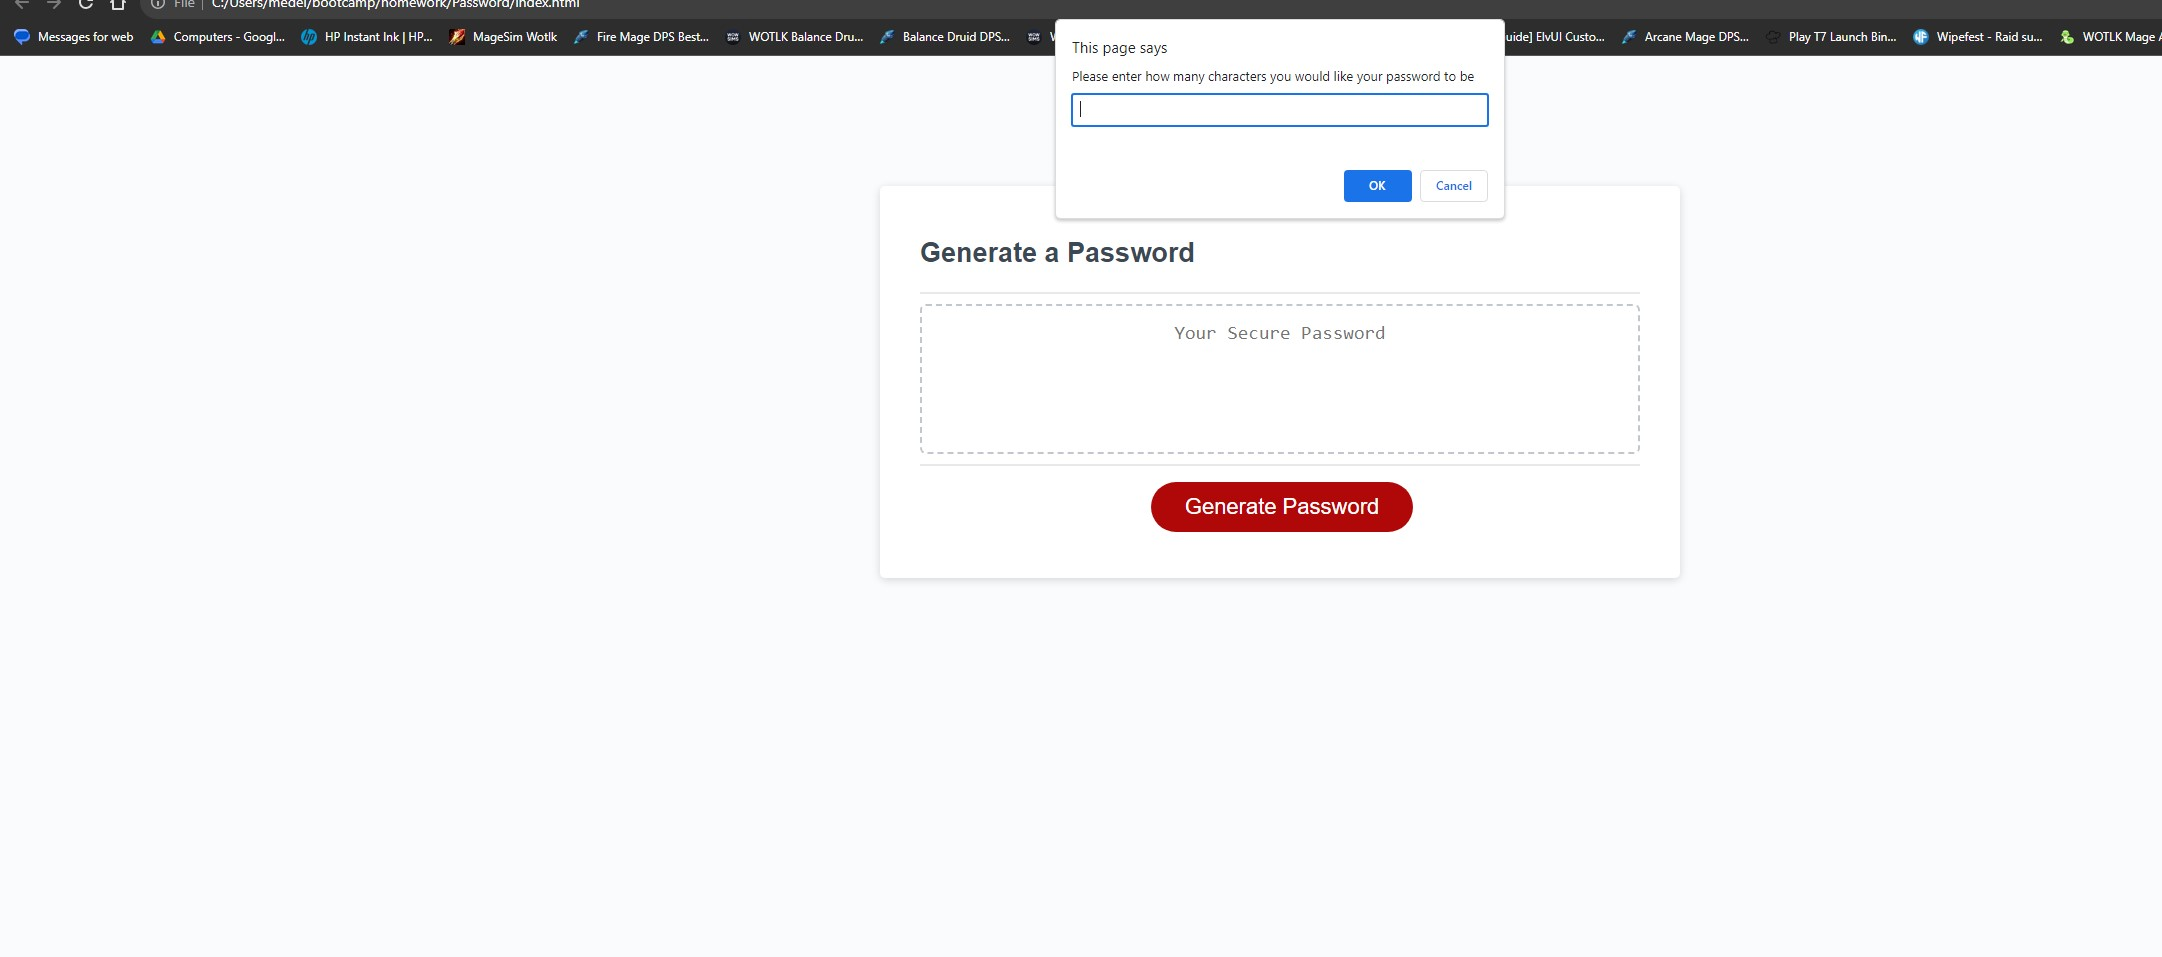 File | C:/Users/medel/bootcamp/homework/Password/index.html
Messages for web
Computers - Googl...
HP Instant Ink | HP...
MageSim Wotlk
Fire Mage DPS Best...
WOTLK Balance Dru...
Balance Druid DPS...
uide] ElvUI Custo...
Arcane Mage DPS...
Play T7 Launch Bin...
Wipefest - Raid su...
WOTLK Mage
This page says
Please enter how many characters you would like your password to be
OK
Cancel
Generate a Password
Your Secure Password
Generate Password